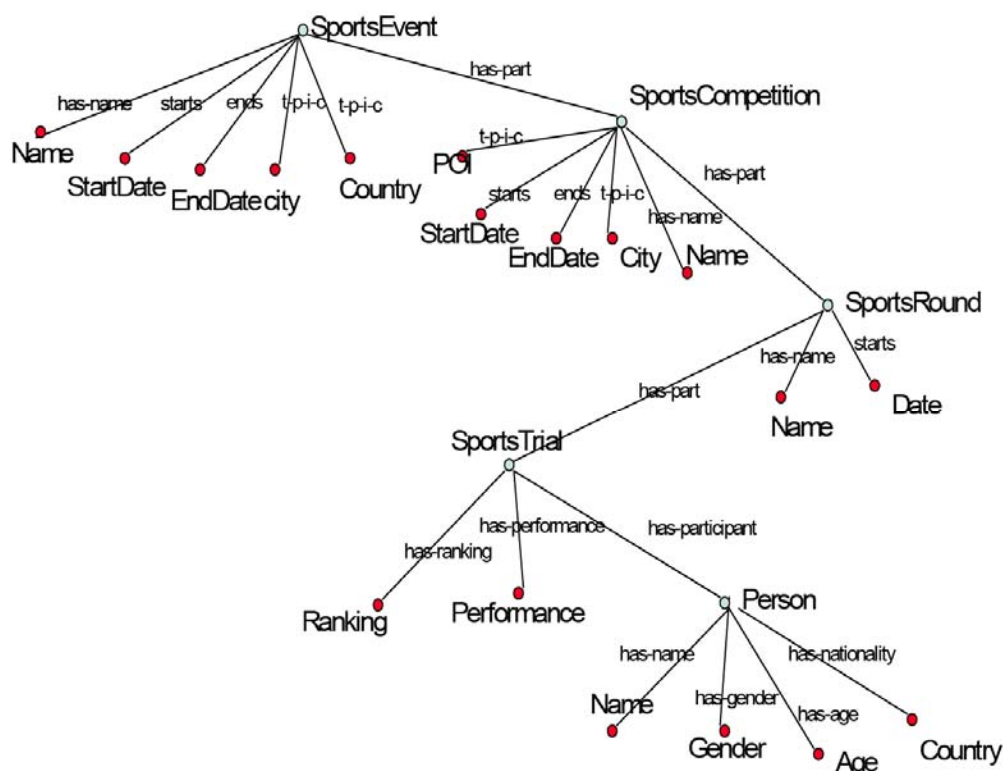 SportsEvent
has-part
has-name
starts
ends
t-p-i-c
t-p-i-c
Name
StartDate
EndDate
city
Country
SportsCompetition
t-p-i-c
POI
starts
ends
t-p-i-c
has-name
has-part
StartDate
EndDate
City
Name
SportsRound
has-name
starts
has-part
Name
Date
SportsTrial
has-ranking
has-performance
has-participant
Ranking
Performance
Person
has-name
has-gender
has-age
has-nationality
Name
Gender
Age
Country